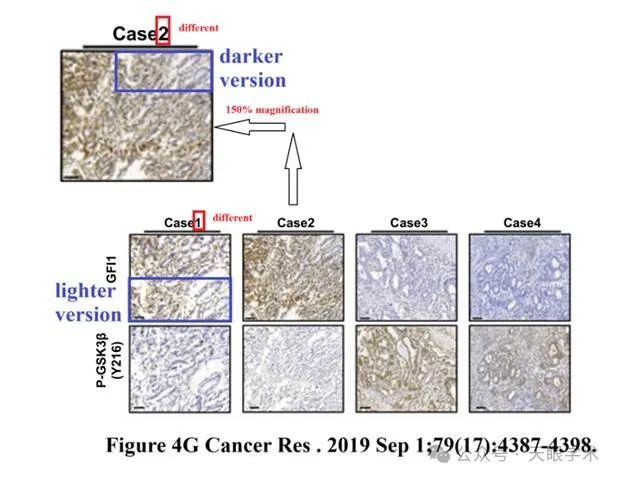 Case2 different
darker
version
150% magnification
Case1 different Case2 Case3 Case4
GFI1
lighter
version
P-GSK3β
(Y216)
Figure 4G Cancer Res . 2019 Sep 1;79(17):4387-4398.
公众号 · 天眼学术